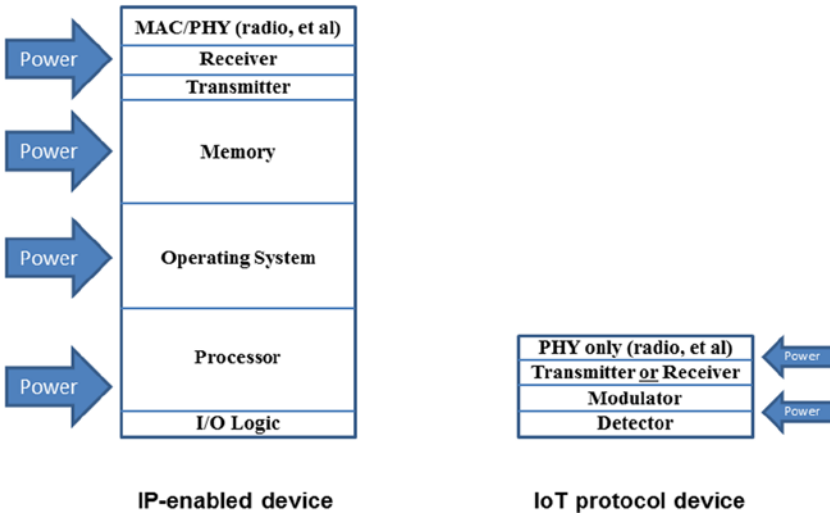 MAC/PHY (radio, et al)
Power
Receiver
Transmitter
Power
Memory
Power
Operating System
Power
Processor
I/O Logic
IP-enabled device
PHY only (radio, et al)
Power
Transmitter or Receiver
Modulator
Power
Detector
IoT protocol device